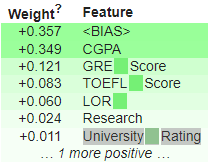 Weight? Feature
+0.357 <BIAS>
+0.349 CGPA
+0.121 GRE Score
+0.083 TOEFL Score
+0.060 LOR
+0.024 Research
+0.011 University Rating
… 1 more positive …